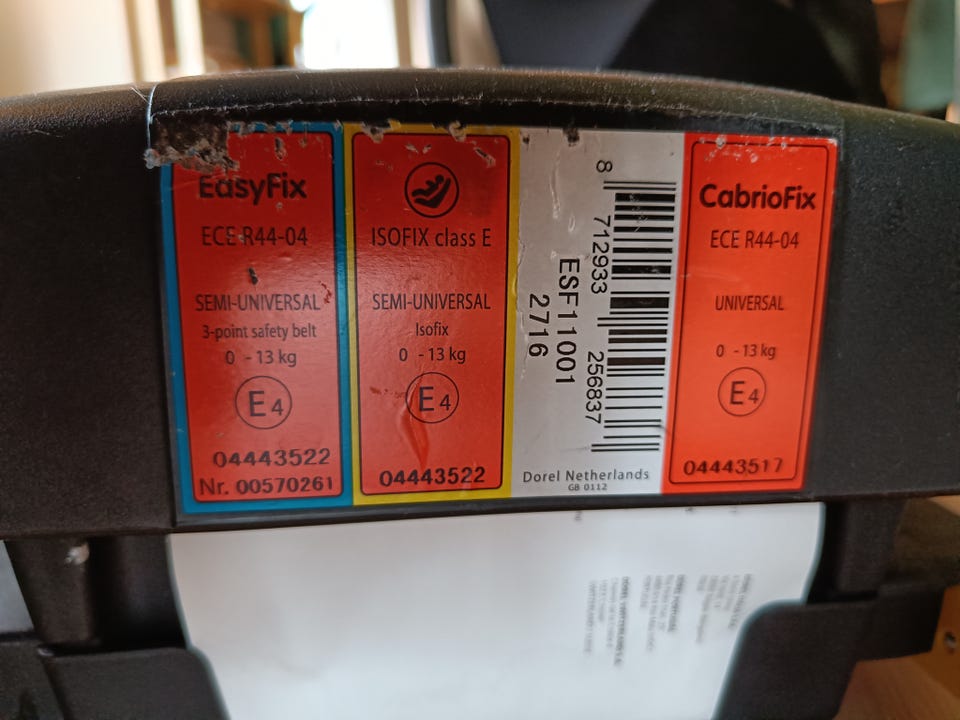 EasyFix
ECE R44-04
SEMI-UNIVERSAL
3-point safety belt
0 - 13 kg
E4
04443522
Nr. 00570261
ISOFIX class E
SEMI-UNIVERSAL
Isofix
0 - 13 kg
E4
04443522
8 712933 256837
ESF11001
2716
Dorel Netherlands
GB 0112
CabrioFix
ECE R44-04
UNIVERSAL
0 - 13 kg
E4
04443517